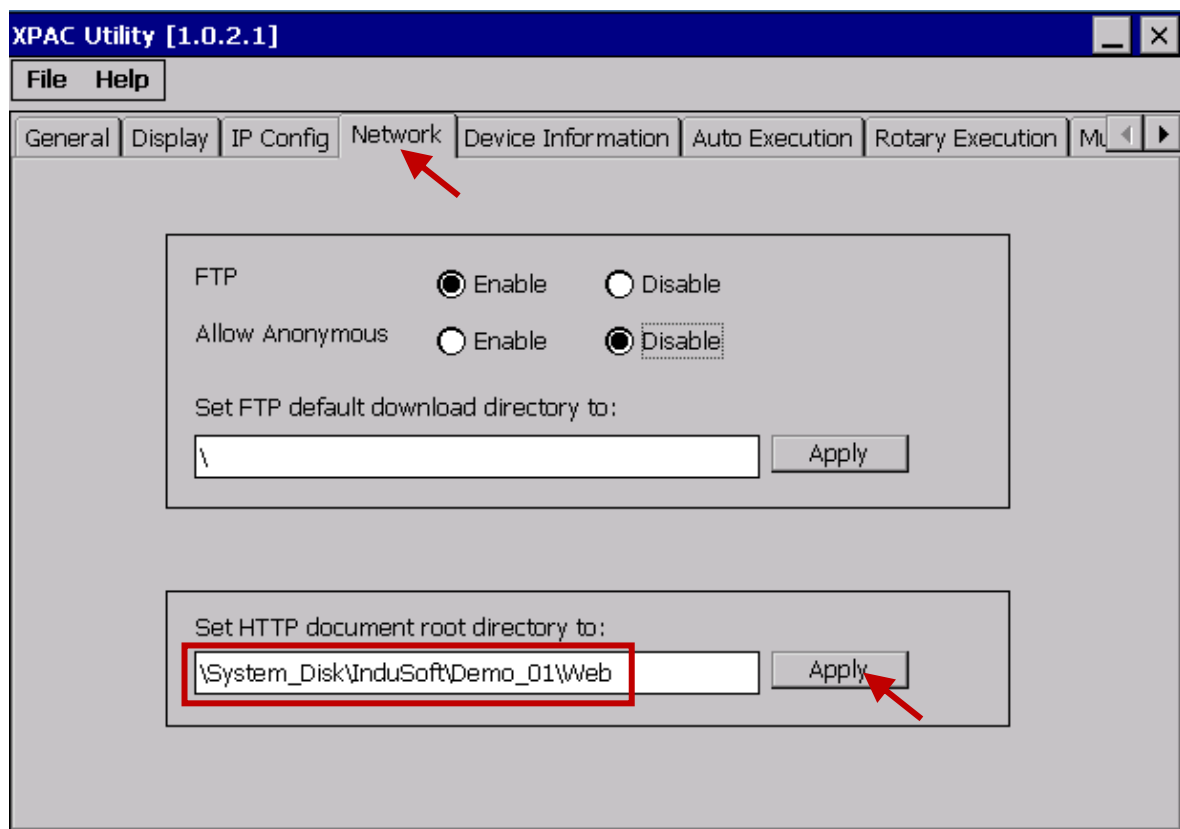 XPAC Utility [1.0.2.1]
File Help
General Display IP Config Network Device Information Auto Execution Rotary Execution
FTP Enable Disable
Allow Anonymous Enable Disable
Set FTP default download directory to:
\ Apply
Set HTTP document root directory to:
\System_Disk\InduSoft\Demo_01\Web Apply